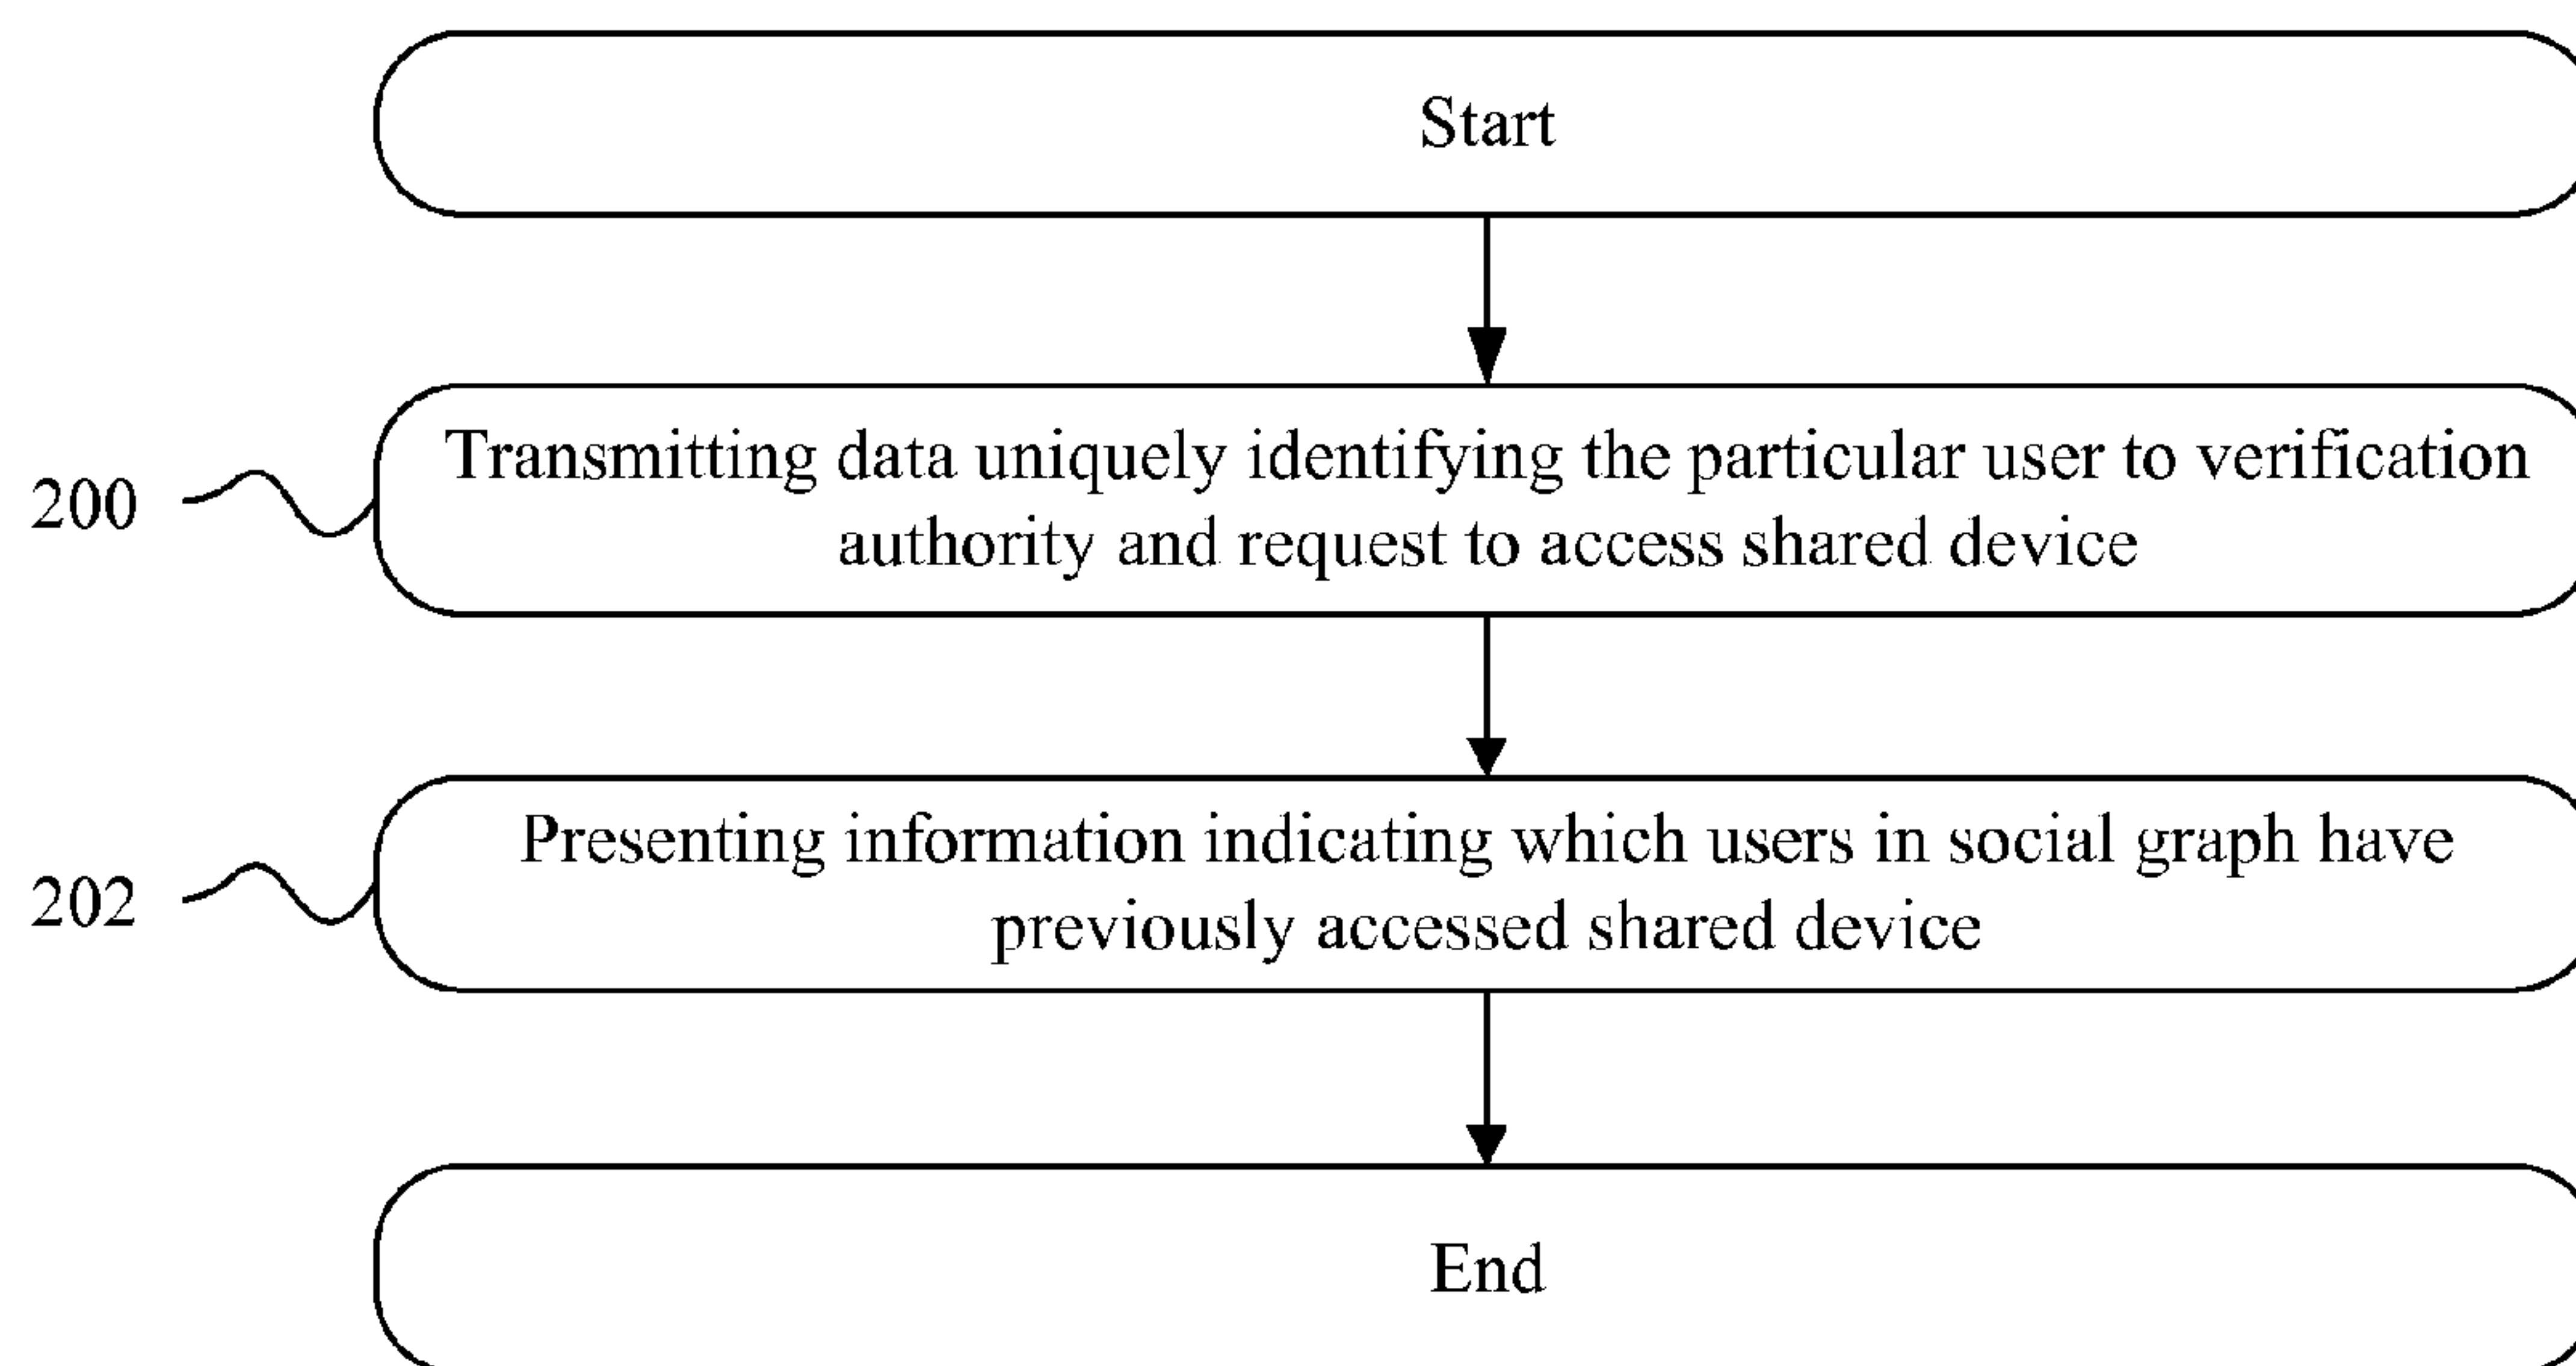 Start
200
Transmitting data uniquely identifying the particular user to verification
authority and request to access shared device
202
Presenting information indicating which users in social graph have
previously accessed shared device
End